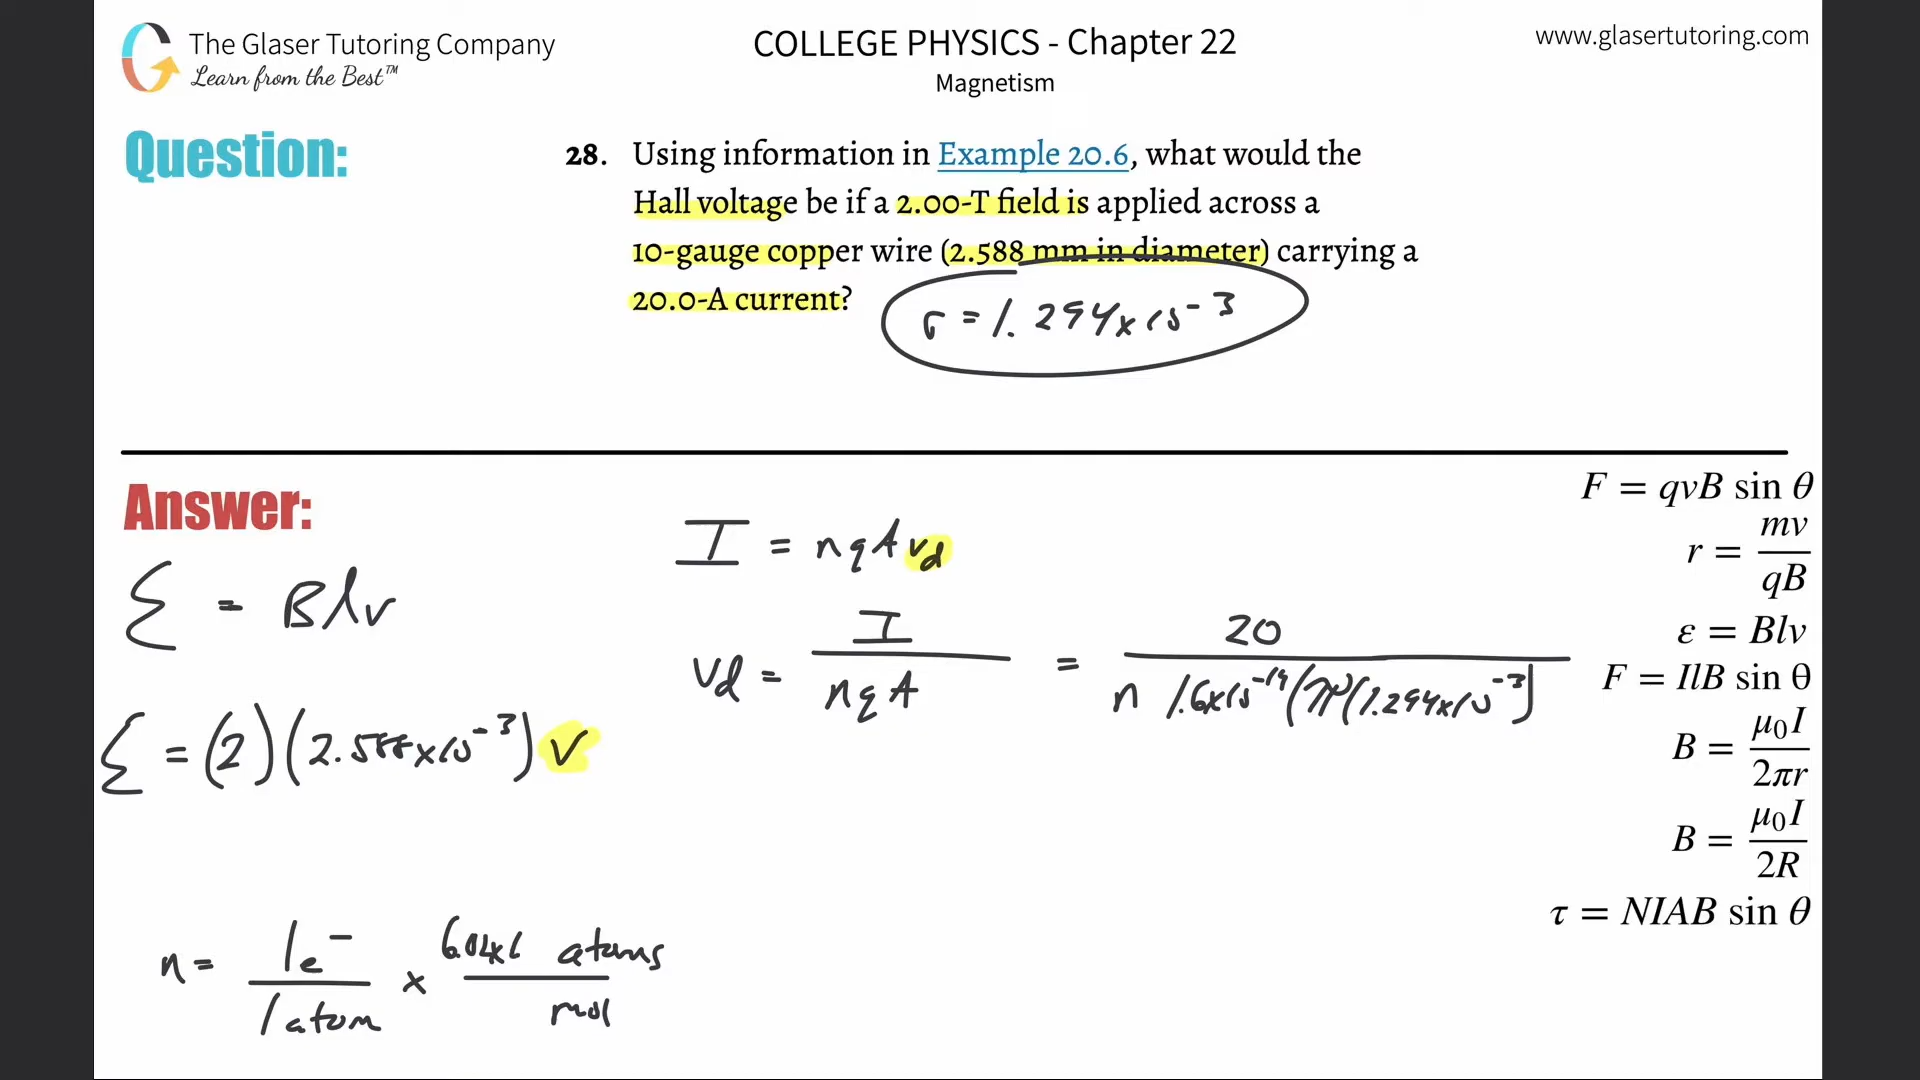 The Glaser Tutoring Company
Learn from the Best™
COLLEGE PHYSICS - Chapter 22
Magnetism
www.glasertutoring.com
Question:
28. Using information in Example 20.6, what would the
Hall voltage be if a 2.00-T field is applied across a
10-gauge copper wire (2.588 mm in diameter) carrying a
20.0-A current?
r = 1.294x10⁻³
Answer:
I = nqAvd
Ɛ = Blv
vd = I / nqA = 20 / n 1.6x10⁻¹⁹(π)(1.294x10⁻³)
Ɛ = (2)(2.588x10⁻³)v
n = 1e⁻ / 1 atom × 6.02x1 atoms / mol
F = qvB sin θ
r = mv / qB
ε = Blv
F = IlB sin θ
B = μ₀I / 2πr
B = μ₀I / 2R
τ = NIAB sin θ